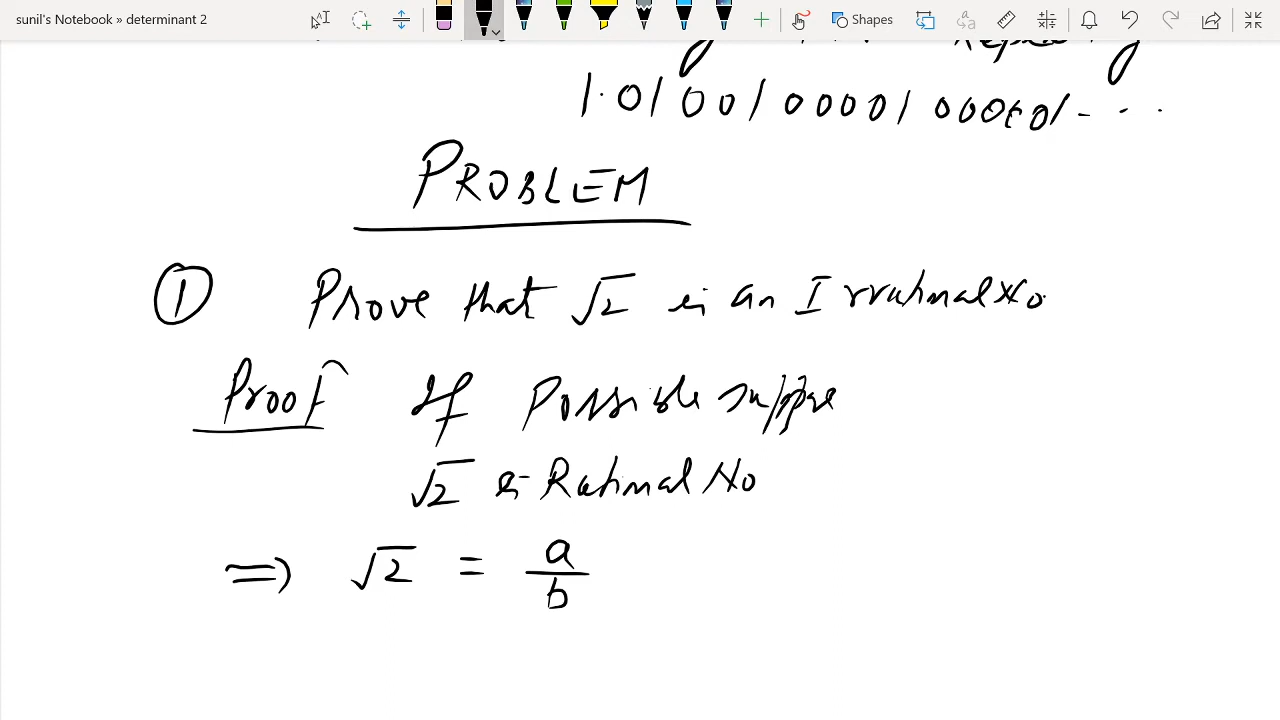 sunil's Notebook » determinant 2
Shapes
1.0100100001000001-...
PROBLEM
① Prove that √2 is an Irrational No.
Proof If Possible suppose
√2 is Rational No
⇒ √2 = a/b